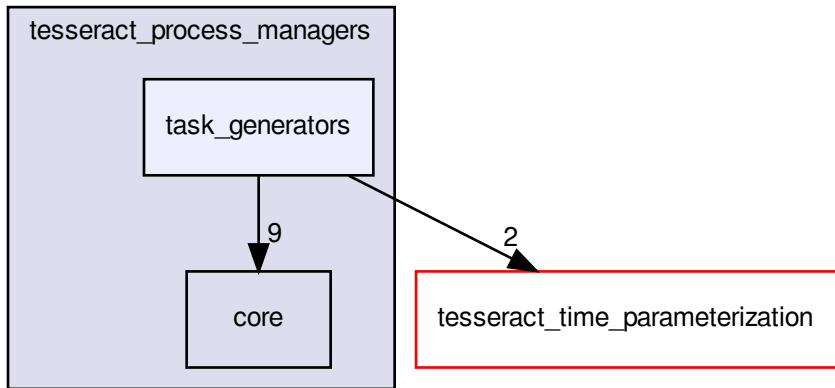 tesseract_process_managers
task_generators
9
2
core
tesseract_time_parameterization